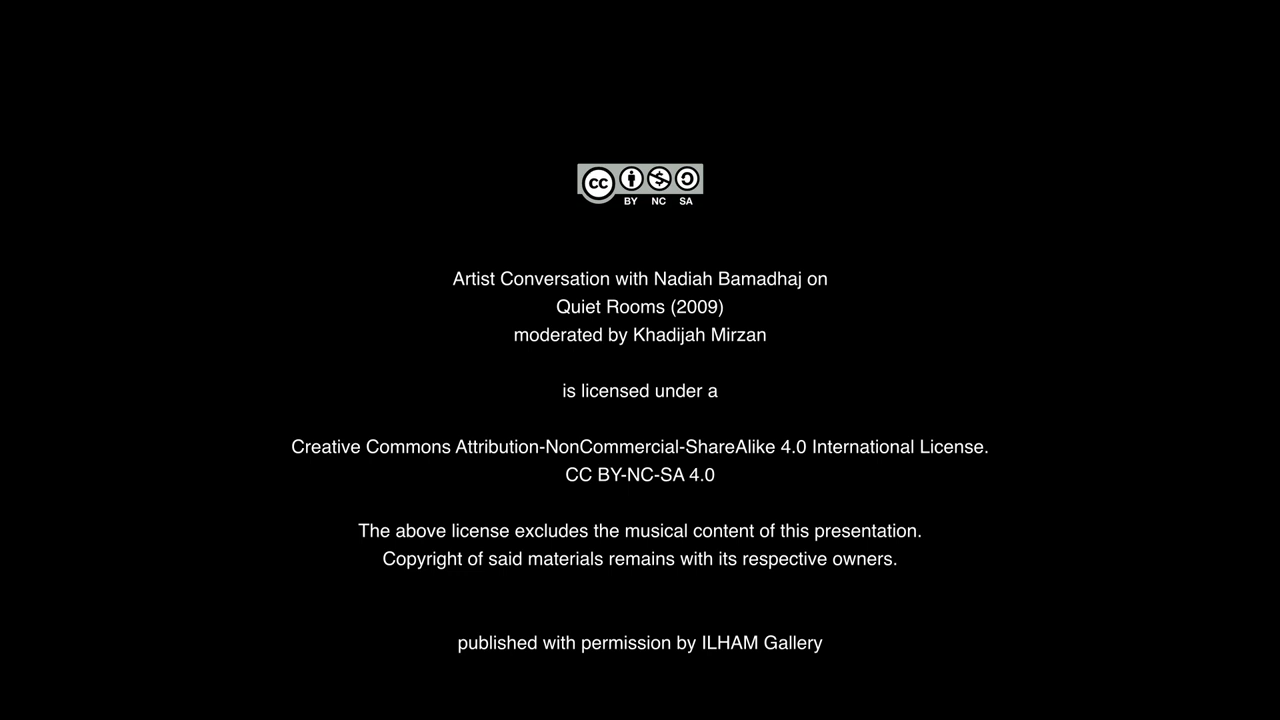 cc
BY NC SA
Artist Conversation with Nadiah Bamadhaj on
Quiet Rooms (2009)
moderated by Khadijah Mirzan
is licensed under a
Creative Commons Attribution-NonCommercial-ShareAlike 4.0 International License.
CC BY-NC-SA 4.0
The above license excludes the musical content of this presentation.
Copyright of said materials remains with its respective owners.
published with permission by ILHAM Gallery